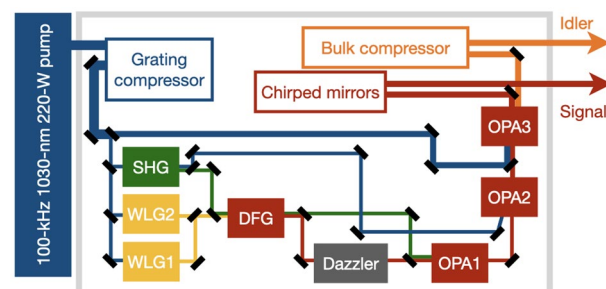 100-kHz 1030-nm 220-W pump
Grating
compressor
Bulk compressor
Idler
Chirped mirrors
Signal
OPA3
SHG
OPA2
WLG2
DFG
WLG1
Dazzler
OPA1